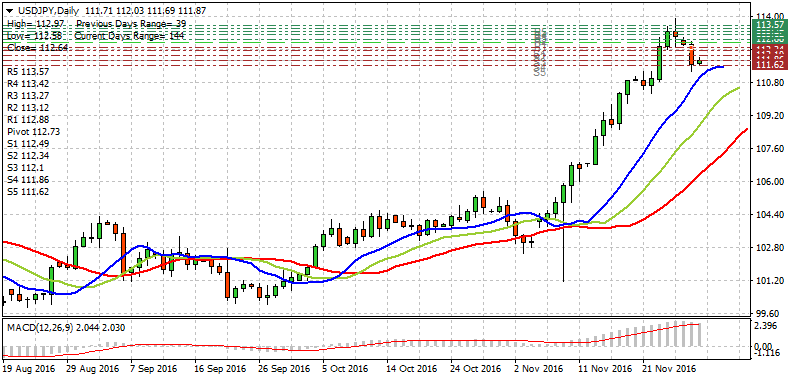 USDJPY,Daily 111.71 112.03 111.69 111.87
High= 112.97 Previous Days Range= 39
Low= 112.58 Current Days Range= 144
Close= 112.64
R5 113.57
R4 113.42
R3 113.27
R2 113.12
R1 112.88
Pivot 112.73
S1 112.49
S2 112.34
S3 112.1
S4 111.86
S5 111.62
S5
114.00
113.57
111.62
110.80
109.20
107.60
106.00
104.40
102.80
101.20
99.60
MACD(12,26,9) 2.044 2.030
2.396
0.00
-1.116
19 Aug 2016 29 Aug 2016 7 Sep 2016 16 Sep 2016 26 Sep 2016 5 Oct 2016 14 Oct 2016 24 Oct 2016 2 Nov 2016 11 Nov 2016 21 Nov 2016